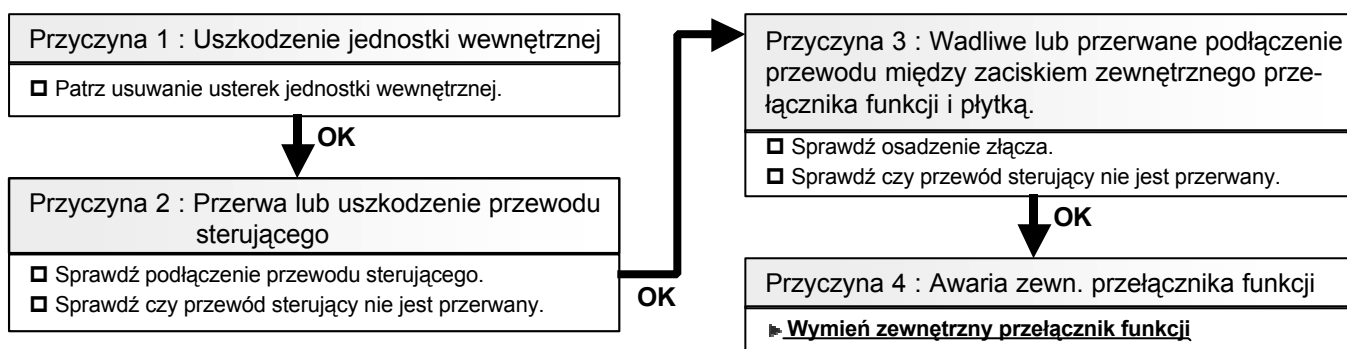 Przyczyna 1 : Uszkodzenie jednostki wewnętrznej
Patrz usuwanie usterek jednostki wewnętrznej.
OK
Przyczyna 2 : Przerwa lub uszkodzenie przewodu
sterującego
Sprawdź podłączenie przewodu sterującego.
Sprawdź czy przewód sterujący nie jest przerwany.
OK
Przyczyna 3 : Wadliwe lub przerwane podłączenie
przewodu między zaciskiem zewnętrznego prze-
łącznika funkcji i płytką.
Sprawdź osadzenie złącza.
Sprawdź czy przewód sterujący nie jest przerwany.
OK
Przyczyna 4 : Awaria zewn. przełącznika funkcji
Wymień zewnętrzny przełącznik funkcji